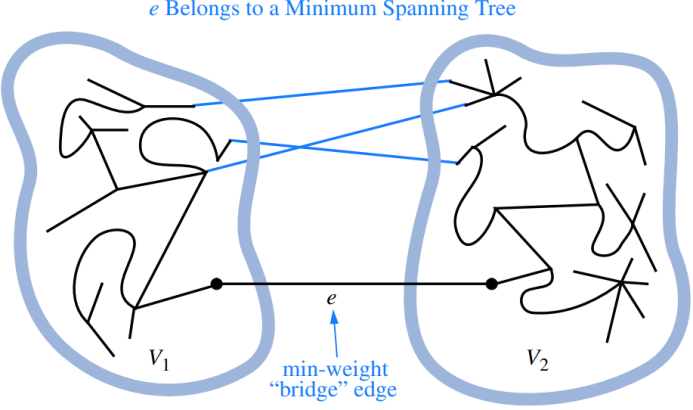 e Belongs to a Minimum Spanning Tree
e
V1
V2
min-weight
“bridge” edge